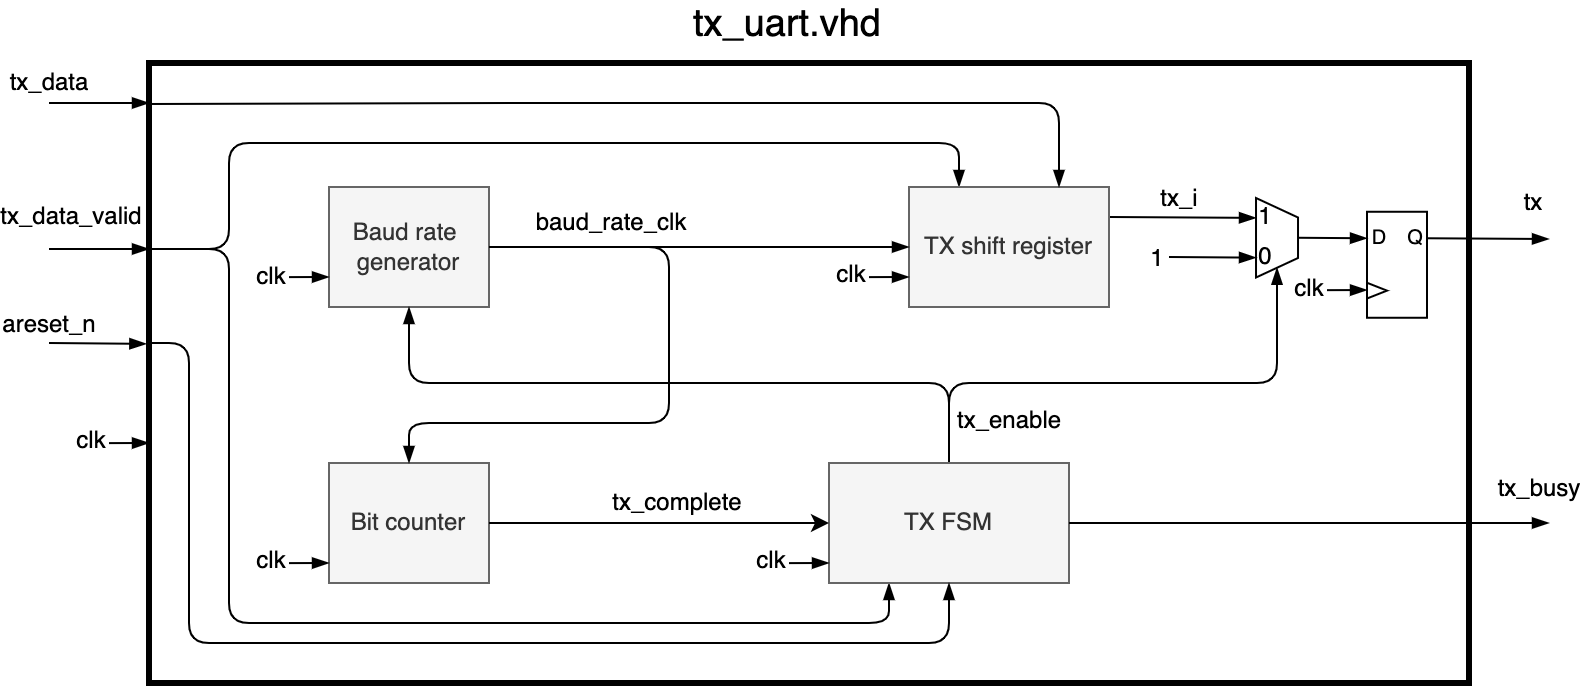 tx_uart.vhd
tx_data
tx_data_valid
areset_n
clk
Baud rate
generator
clk
baud_rate_clk
clk
TX shift register
tx_i
1
1
0
D
Q
clk
tx
tx_enable
Bit counter
clk
tx_complete
clk
TX FSM
tx_busy